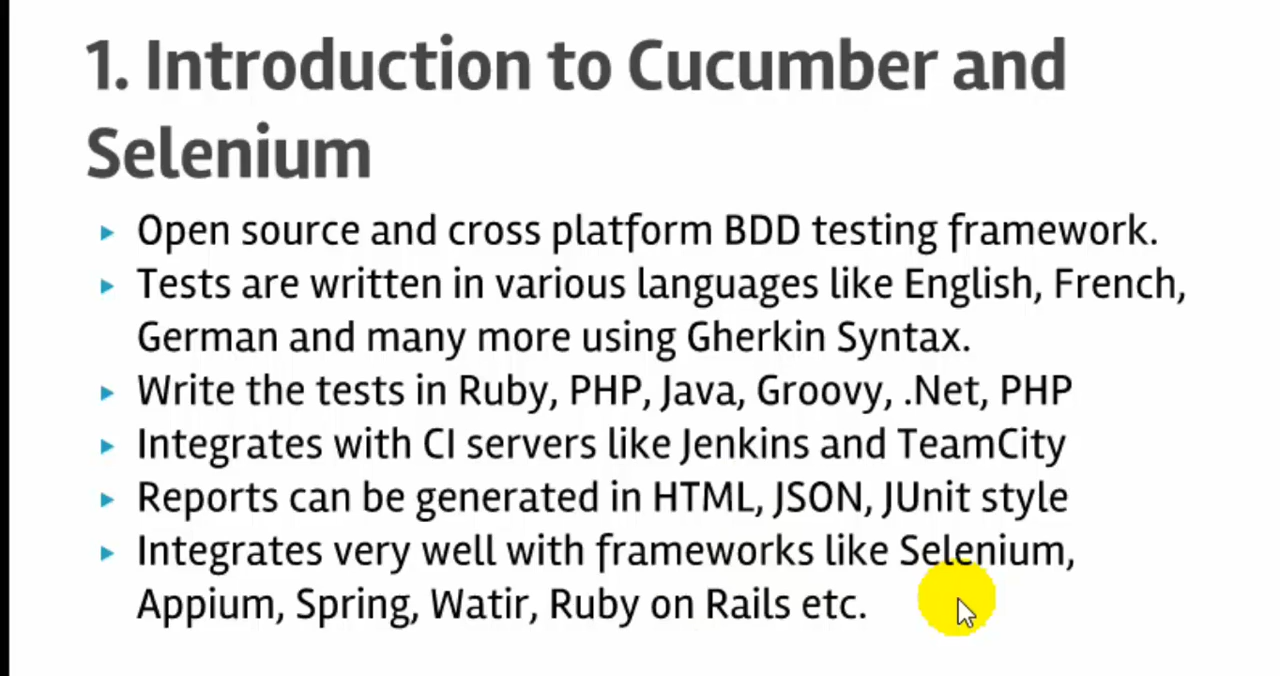 1. Introduction to Cucumber and
Selenium
Open source and cross platform BDD testing framework.
Tests are written in various languages like English, French,
German and many more using Gherkin Syntax.
Write the tests in Ruby, PHP, Java, Groovy, .Net, PHP
Integrates with CI servers like Jenkins and TeamCity
Reports can be generated in HTML, JSON, JUnit style
Integrates very well with frameworks like Selenium,
Appium, Spring, Watir, Ruby on Rails etc.